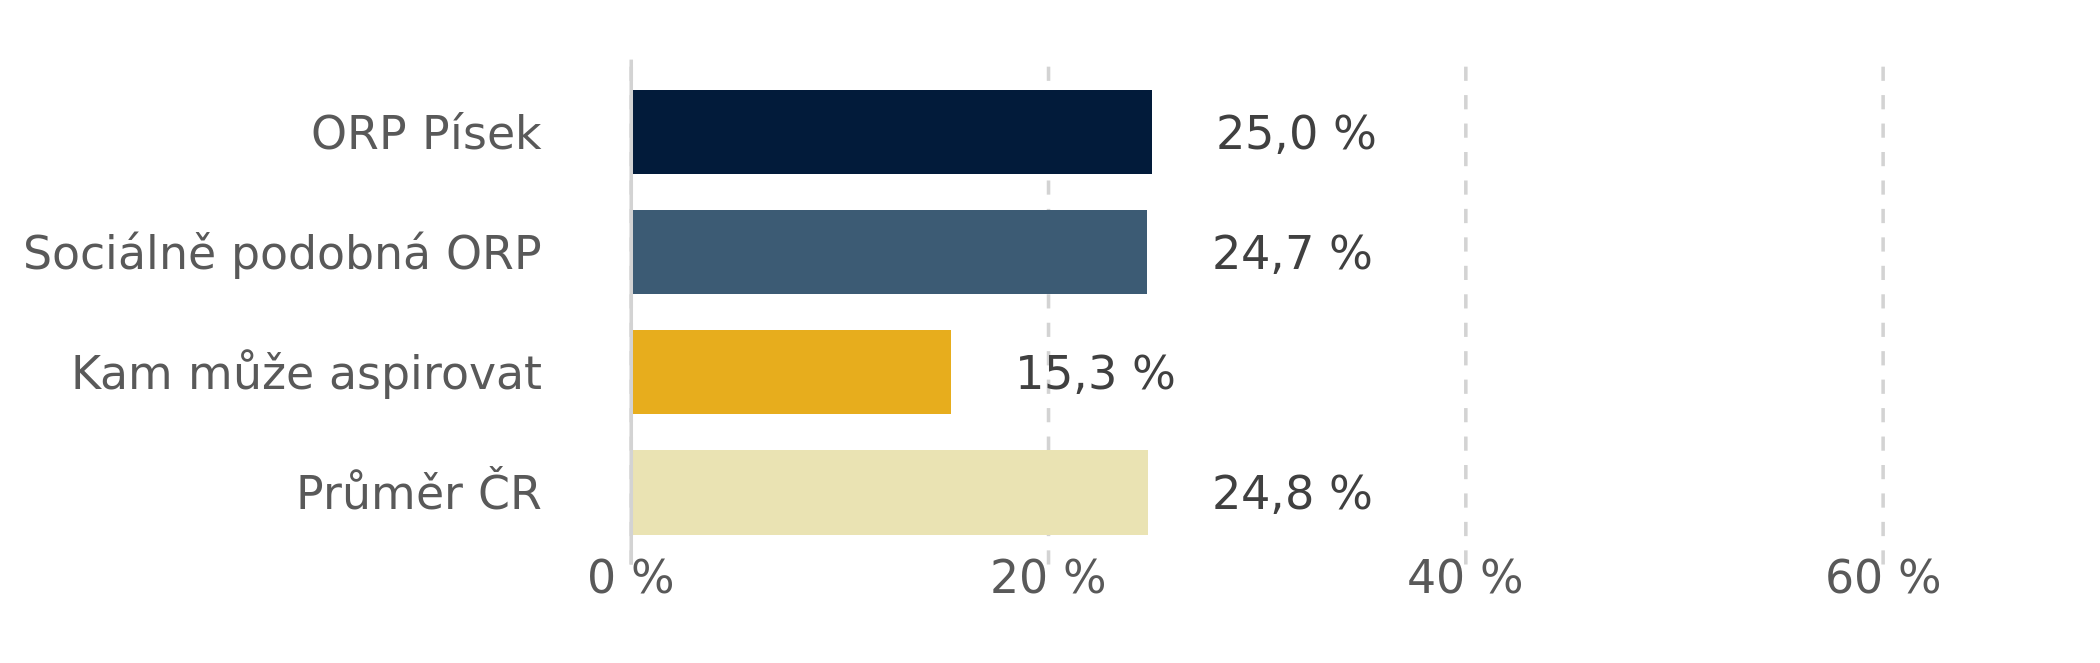 ORP Písek 25,0 %
Sociálně podobná ORP 24,7 %
Kam může aspirovat 15,3 %
Průměr ČR 24,8 %
0 % 20 % 40 % 60 %